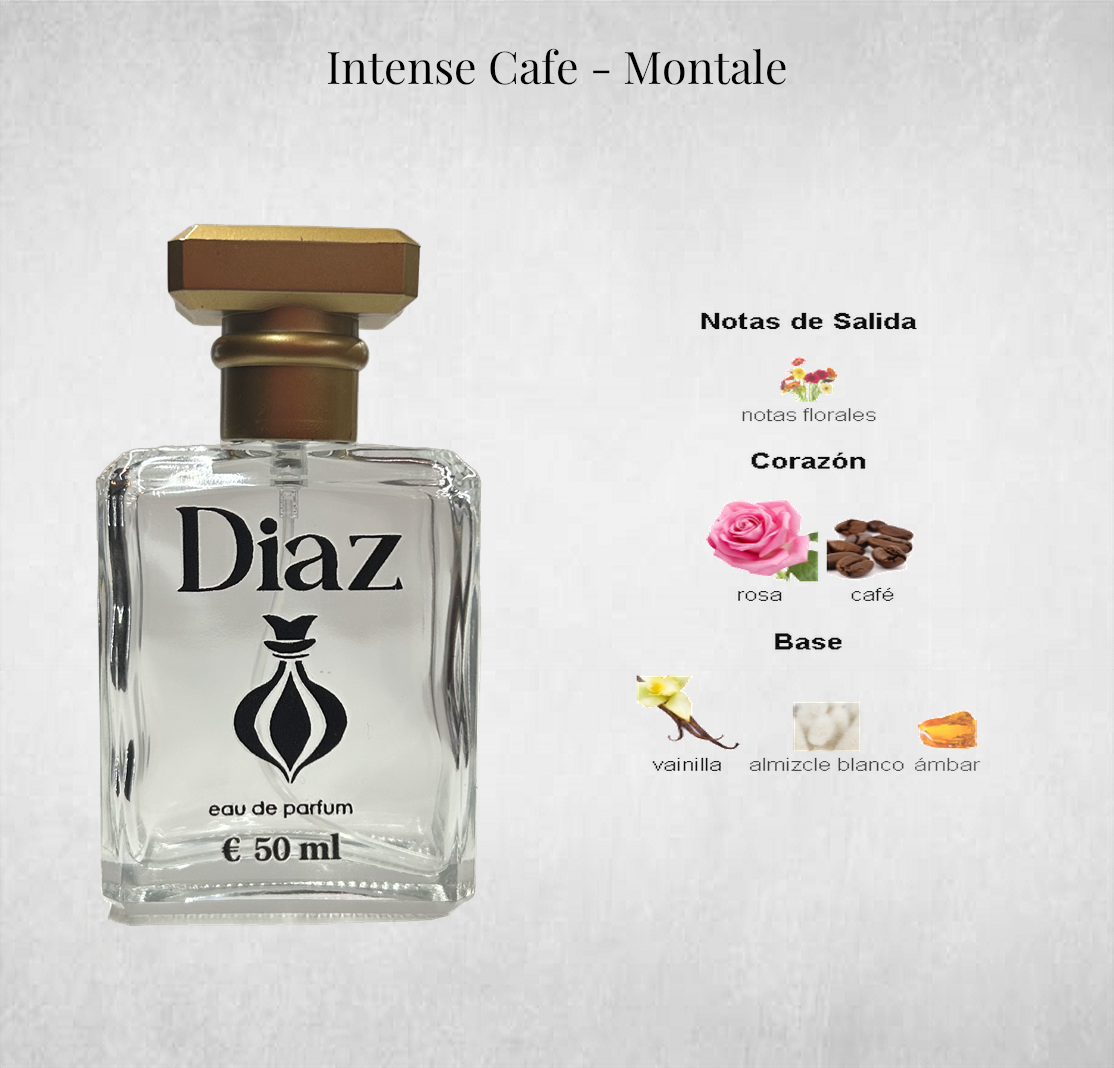 Intense Cafe - Montale
Diaz
eau de parfum
€ 50 ml
Notas de Salida
notas florales
Corazón
rosa café
Base
vainilla almizcle blanco ámbar